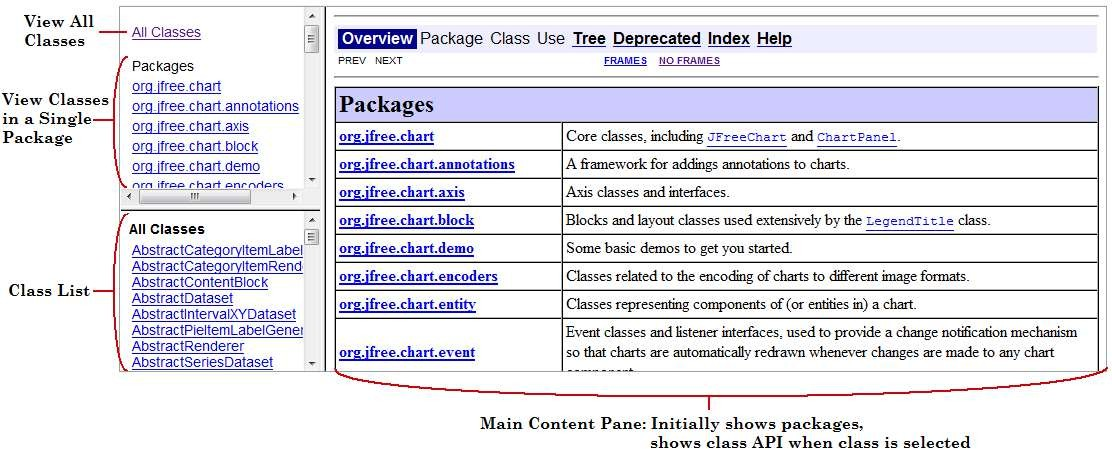 View All
Classes
View Classes
in a Single
Package
Class List
All Classes
Packages
org.jfree.chart
org.jfree.chart.annotations
org.jfree.chart.axis
org.jfree.chart.block
org.jfree.chart.demo
org.jfree.chart.encoders
All Classes
AbstractCategoryItemLabel
AbstractCategoryItemRend
AbstractContentBlock
AbstractDataset
AbstractIntervalXYDataset
AbstractPieItemLabelGener
AbstractRenderer
AbstractSeriesDataset
Overview Package Class Use Tree Deprecated Index Help
PREV NEXT FRAMES NO FRAMES
Packages
org.jfree.chart Core classes, including JFreeChart and ChartPanel.
org.jfree.chart.annotations A framework for addings annotations to charts.
org.jfree.chart.axis Axis classes and interfaces.
org.jfree.chart.block Blocks and layout classes used extensively by the LegendTitle class.
org.jfree.chart.demo Some basic demos to get you started.
org.jfree.chart.encoders Classes related to the encoding of charts to different image formats.
org.jfree.chart.entity Classes representing components of (or entities in) a chart.
org.jfree.chart.event Event classes and listener interfaces, used to provide a change notification mechanism
so that charts are automatically redrawn whenever changes are made to any chart
component.
Main Content Pane: Initially shows packages,
shows class API when class is selected